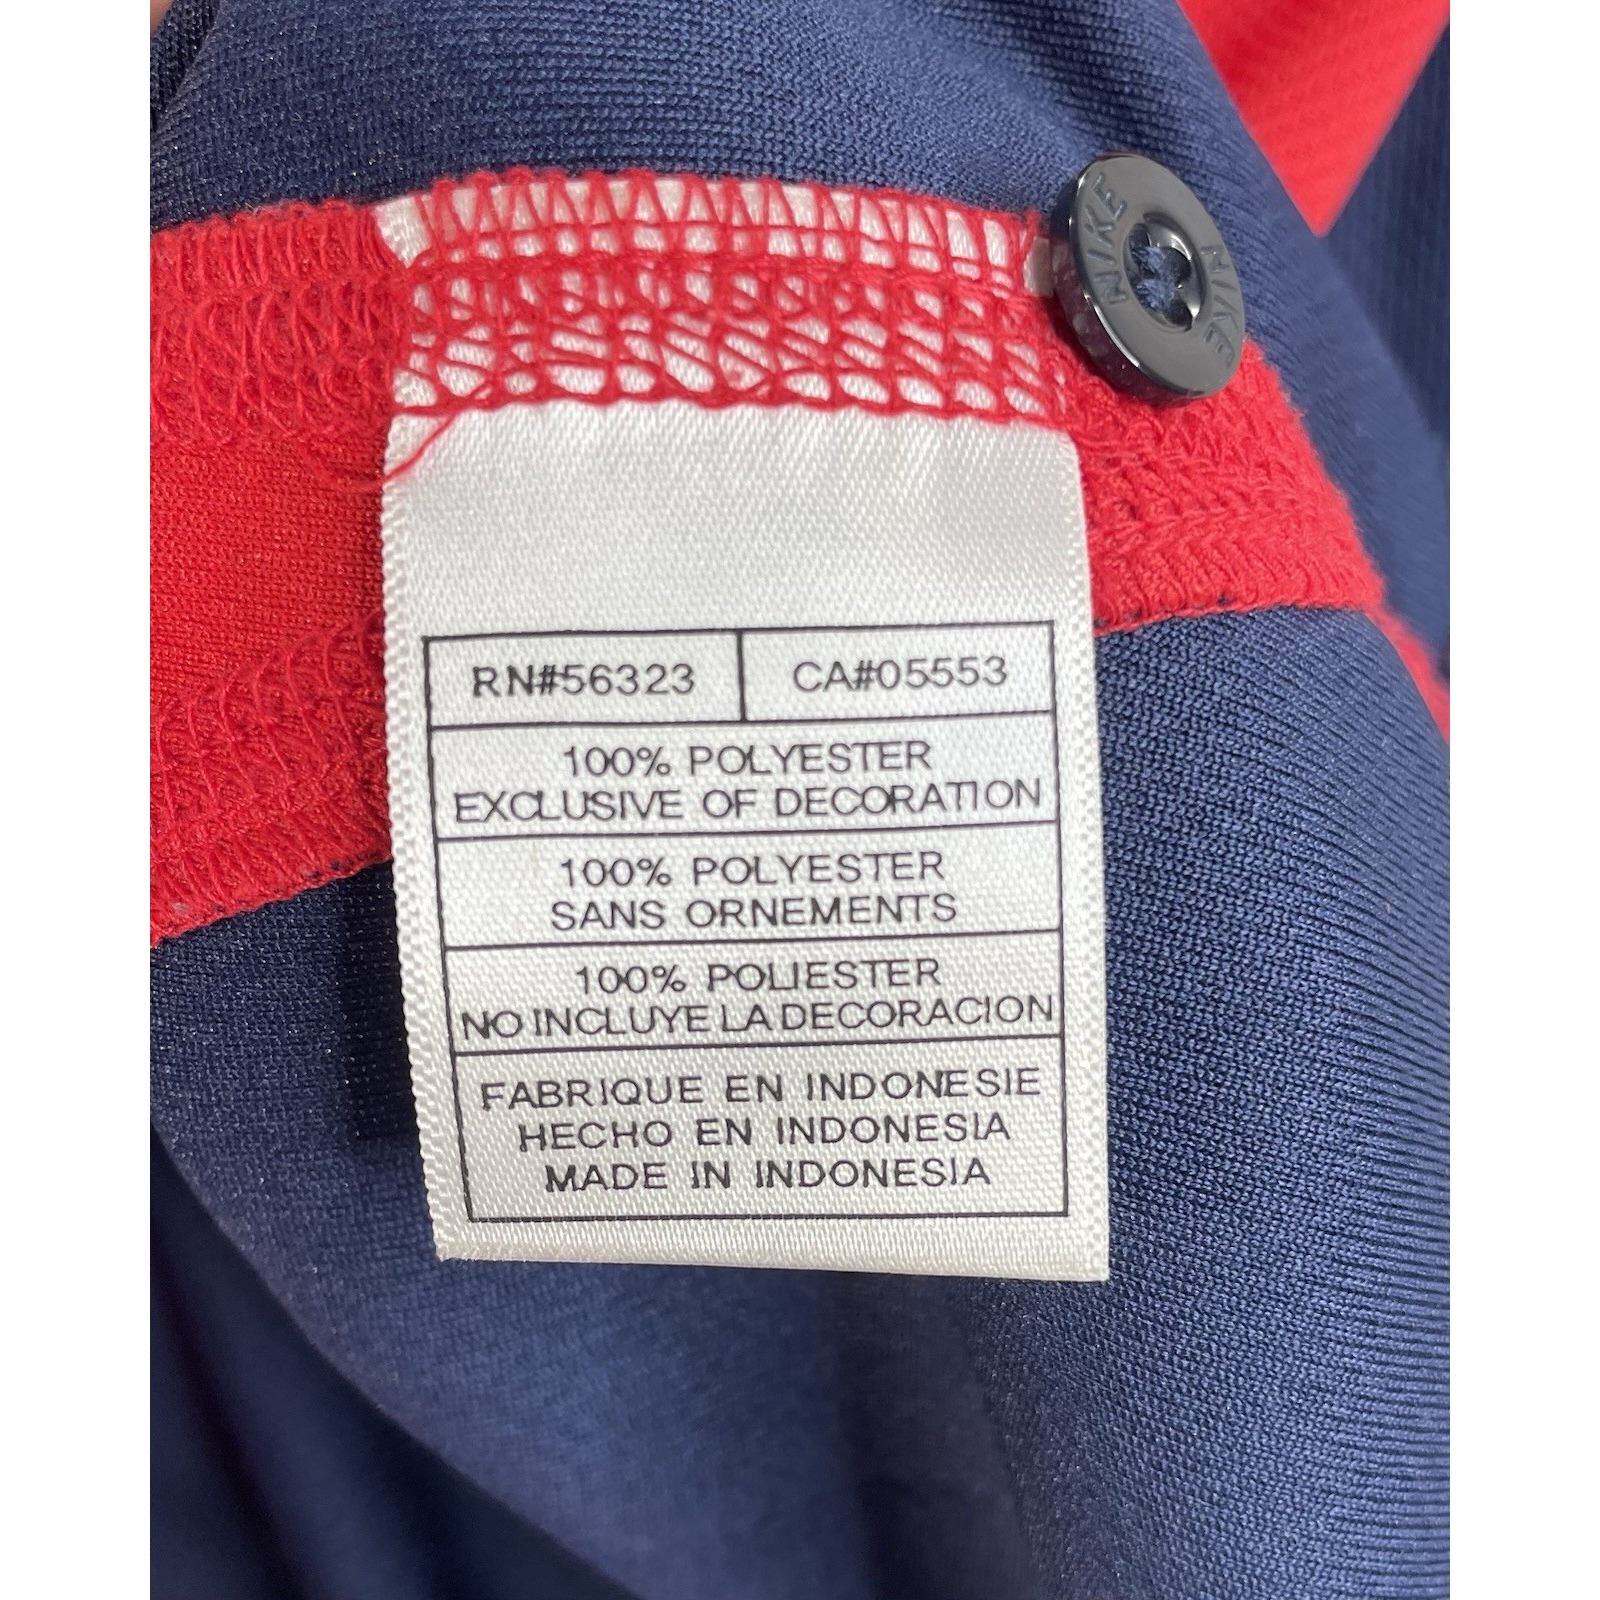 NIKE NIKE
RN#56323 CA#05553
100% POLYESTER
EXCLUSIVE OF DECORATION
100% POLYESTER
SANS ORNEMENTS
100% POLIESTER
NO INCLUYE LA DECORACION
FABRIQUE EN INDONESIE
HECHO EN INDONESIA
MADE IN INDONESIA